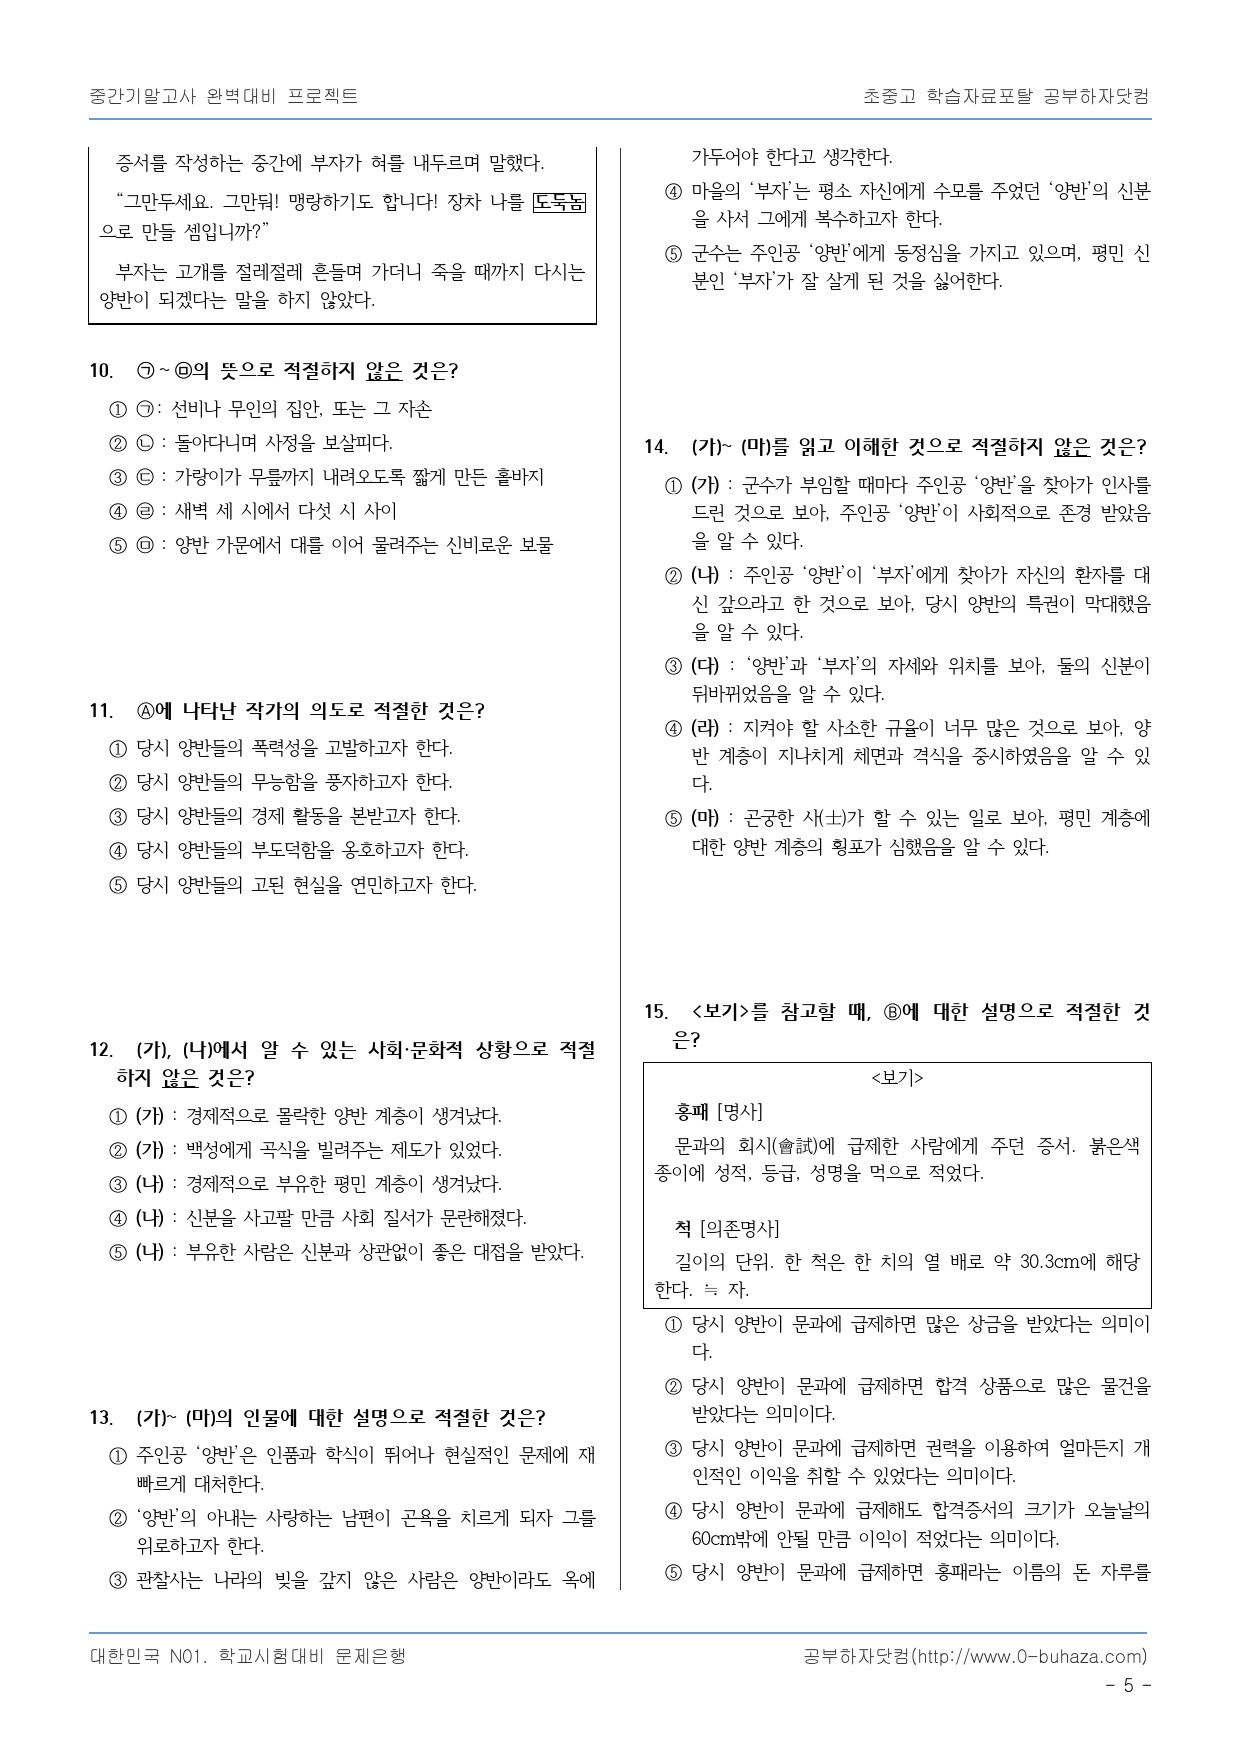 중간기말고사 완벽대비 프로젝트
초중고 학습자료포탈 공부하자닷컴
증서를 작성하는 중간에 부자가 혀를 내두르며 말했다.
“그만두세요. 그만둬! 맹랑하기도 합니다! 장차 나를 도둑놈
으로 만들 셈입니까?”
부자는 고개를 절레절레 흔들며 가더니 죽을 때까지 다시는
양반이 되겠다는 말을 하지 않았다.
10. ㉠ ~ ㉤의 뜻으로 적절하지 않은 것은?
① ㉠ : 선비나 무인의 집안, 또는 그 자손
② ㉡ : 돌아다니며 사정을 보살피다.
③ ㉢ : 가랑이가 무릎까지 내려오도록 짧게 만든 홑바지
④ ㉣ : 새벽 세 시에서 다섯 시 사이
⑤ ㉤ : 양반 가문에서 대를 이어 물려주는 신비로운 보물
11. Ⓐ에 나타난 작가의 의도로 적절한 것은?
① 당시 양반들의 폭력성을 고발하고자 한다.
② 당시 양반들의 무능함을 풍자하고자 한다.
③ 당시 양반들의 경제 활동을 본받고자 한다.
④ 당시 양반들의 부도덕함을 옹호하고자 한다.
⑤ 당시 양반들의 고된 현실을 연민하고자 한다.
12. (가), (나)에서 알 수 있는 사회·문화적 상황으로 적절
하지 않은 것은?
① (가) : 경제적으로 몰락한 양반 계층이 생겨났다.
② (가) : 백성에게 곡식을 빌려주는 제도가 있었다.
③ (나) : 경제적으로 부유한 평민 계층이 생겨났다.
④ (나) : 신분을 사고팔 만큼 사회 질서가 문란해졌다.
⑤ (나) : 부유한 사람은 신분과 상관없이 좋은 대접을 받았다.
13. (가)~ (마)의 인물에 대한 설명으로 적절한 것은?
① 주인공 ‘양반’은 인품과 학식이 뛰어나 현실적인 문제에 재
빠르게 대처한다.
② ‘양반’의 아내는 사랑하는 남편이 곤욕을 치르게 되자 그를
위로하고자 한다.
③ 관찰사는 나라의 빚을 갚지 않은 사람은 양반이라도 옥에
가두어야 한다고 생각한다.
④ 마을의 ‘부자’는 평소 자신에게 수모를 주었던 ‘양반’의 신분
을 사서 그에게 복수하고자 한다.
⑤ 군수는 주인공 ‘양반’에게 동정심을 가지고 있으며, 평민 신
분인 ‘부자’가 잘 살게 된 것을 싫어한다.
14. (가)~ (마)를 읽고 이해한 것으로 적절하지 않은 것은?
① (가) : 군수가 부임할 때마다 주인공 ‘양반’을 찾아가 인사를
드린 것으로 보아, 주인공 ‘양반’이 사회적으로 존경 받았음
을 알 수 있다.
② (나) : 주인공 ‘양반’이 ‘부자’에게 찾아가 자신의 환자를 대
신 갚으라고 한 것으로 보아, 당시 양반의 특권이 막대했음
을 알 수 있다.
③ (다) : ‘양반’과 ‘부자’의 자세와 위치를 보아, 둘의 신분이
뒤바뀌었음을 알 수 있다.
④ (라) : 지켜야 할 사소한 규율이 너무 많은 것으로 보아, 양
반 계층이 지나치게 체면과 격식을 중시하였음을 알 수 있
다.
⑤ (마) : 곤궁한 사(士)가 할 수 있는 일로 보아, 평민 계층에
대한 양반 계층의 횡포가 심했음을 알 수 있다.
15. <보기>를 참고할 때, Ⓑ에 대한 설명으로 적절한 것
은?
<보기>
홍패 [명사]
문과의 회시(會試)에 급제한 사람에게 주던 증서. 붉은색
종이에 성적, 등급, 성명을 먹으로 적었다.
척 [의존명사]
길이의 단위. 한 척은 한 치의 열 배로 약 30.3cm에 해당
한다. ≒ 자.
① 당시 양반이 문과에 급제하면 많은 상금을 받았다는 의미이
다.
② 당시 양반이 문과에 급제하면 합격 상품으로 많은 물건을
받았다는 의미이다.
③ 당시 양반이 문과에 급제하면 권력을 이용하여 얼마든지 개
인적인 이익을 취할 수 있었다는 의미이다.
④ 당시 양반이 문과에 급제해도 합격증서의 크기가 오늘날의
60cm밖에 안될 만큼 이익이 적었다는 의미이다.
⑤ 당시 양반이 문과에 급제하면 홍패라는 이름의 돈 자루를
대한민국 N01. 학교시험대비 문제은행
공부하자닷컴(http://www.0-buhaza.com)
- 5 -